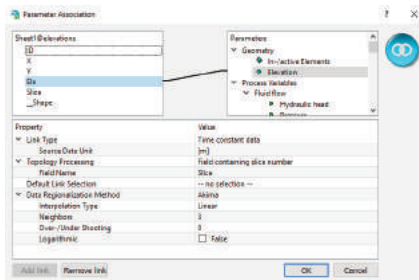 Parameter Association
? X
Sheet1@elevations
ID
X
Y
Ele
Slice
__Shape
Parameters
Geometry
In-/active Elements
Elevation
Process Variables
Fluid flow
Hydraulic head
Pressure
Property Value
Link Type Time constant data
Source Data Unit [m]
Topology Processing Field containing slice number
Field Name Slice
Default Link Selection -- no selection --
Data Regionalization Method Akima
Interpolation Type Linear
Neighbors 3
Over-/Under Shooting 0
Logarithmic False
Add link Remove link OK Cancel